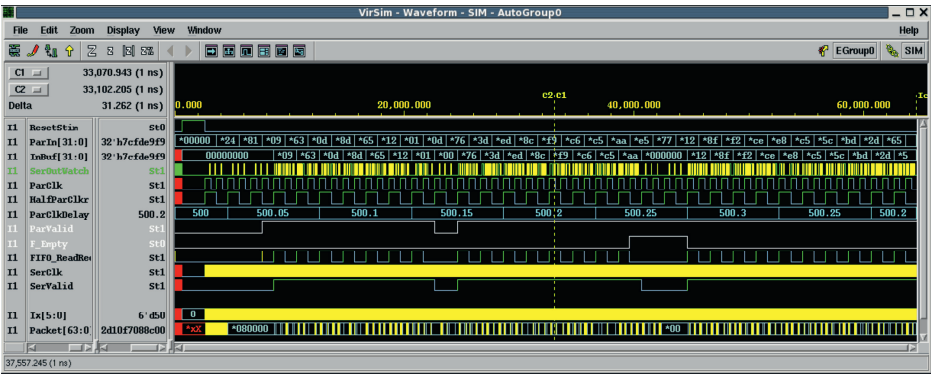 VirSim - Waveform - SIM - AutoGroup0
File Edit Zoom Display View Window Help
EGroup0 SIM
C1 33,070.943 (1 ns)
C2 33,102.205 (1 ns)
Delta 31.262 (1 ns)
C2 C1
0.000 20,000.000 40,000.000 60,000.000
I1 ResetStim St0
I1 ParIn[31:0] 32'h7cfde9f9 *00000 *24 *81 *09 *63 *0d *8d *65 *12 *01 *0d *76 *3d *ed *8c *f9 *c6 *c5 *aa *e5 *77 *12 *8f *f2 *ce *e8 *c5 *5c *bd *2d *65
I1 InBuf[31:0] 32'h7cfde9f9 00000000 *09 *63 *0d *8d *65 *12 *01 *00 *76 *3d *ed *8c *f9 *c6 *c5 *aa *000000 *12 *8f *f2 *ce *e8 *c5 *5c *bd *2d *5
I1 SerOutWatch St1
I1 ParClk St1
I1 HalfParClkr St1
I1 ParClkDelay 500.2 500 500.05 500.1 500.15 500.2 500.25 500.3 500.25 500.2
I1 ParValid St1
I1 F_Empty St0
I1 FIFO_ReadRe St1
I1 SerClk St1
I1 SerValid St1
I1 Ix[5:0] 6'd50 0
I1 Packet[63:0] 2d10f7088c00 *xX *080000 *00
37,557.245 (1 ns)